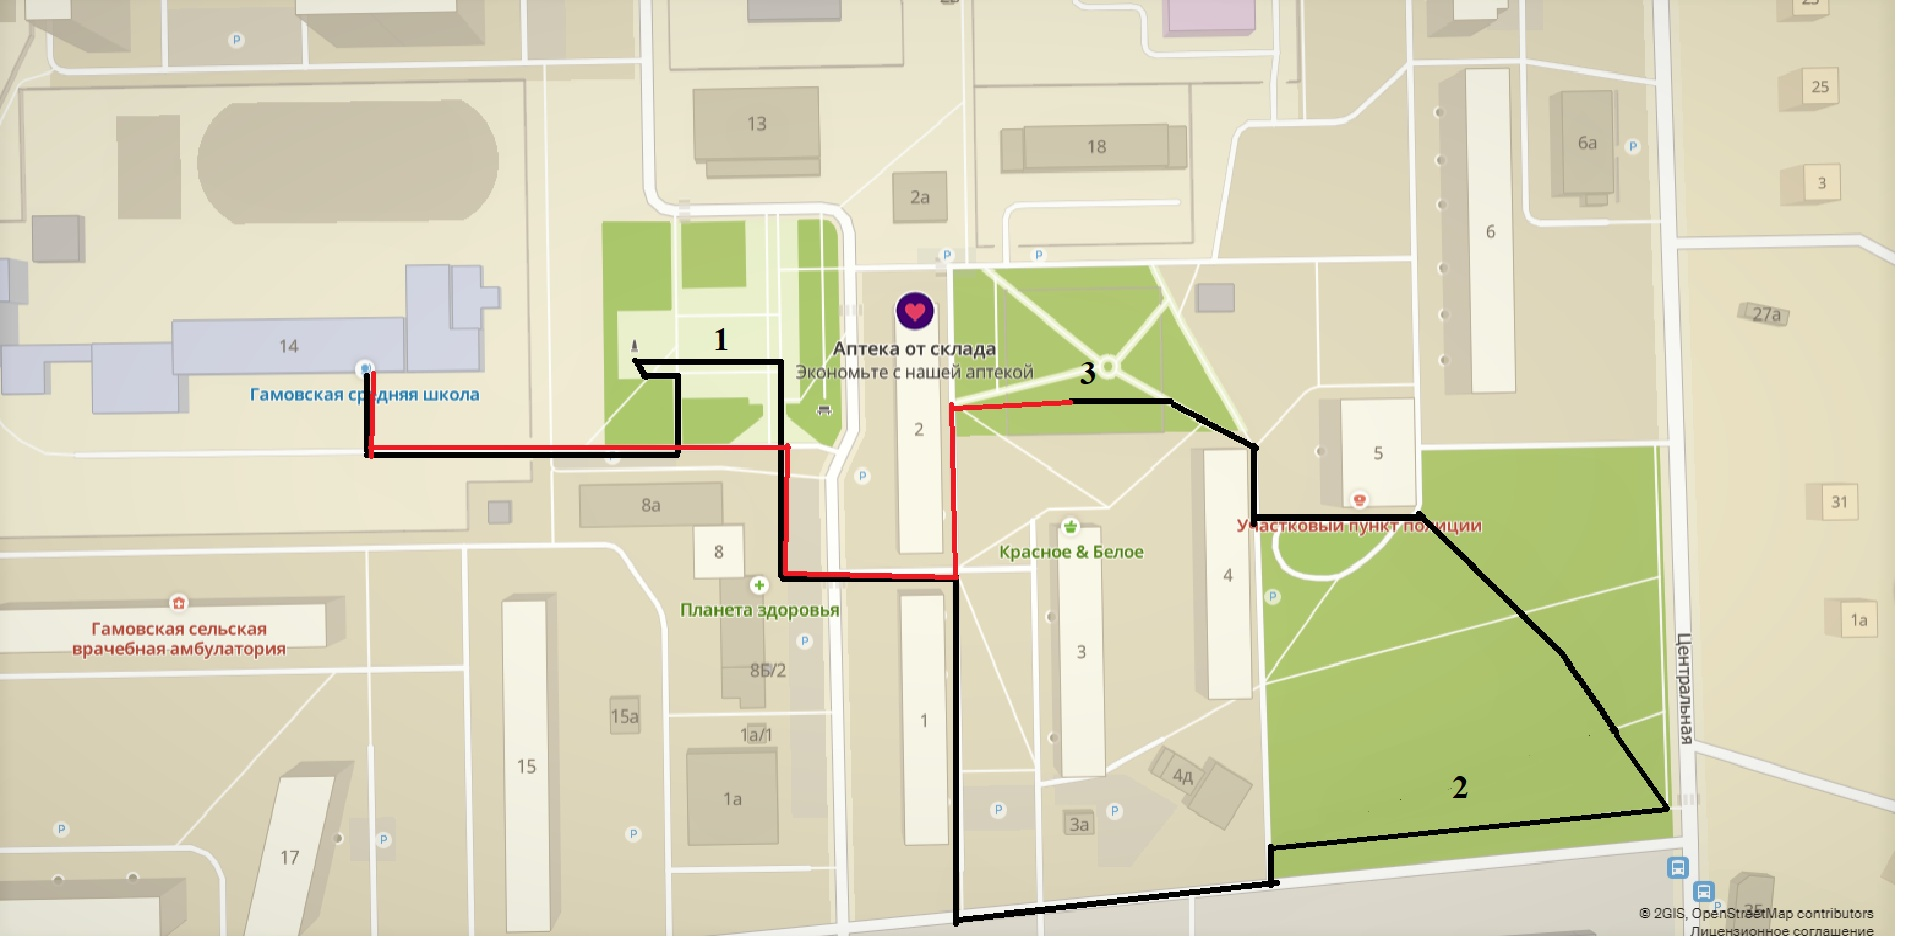 P
13
18
25
6а
P
3
2а
P
P
6
27а
14
1
Аптека от склада
Экономьте с нашей аптекой
3
Гамовская средняя школа
2
5
P
31
8а
Участковый пункт полиции
8
Красное & Белое
4
P
Планета здоровья
1а
Гамовская сельская
врачебная амбулатория
P
3
8Б/2
Центральная
15а
1
1а/1
15
4д
2
1а
P
P
3а
P
P
P
17
P
35
© 2GIS, OpenStreetMap contributors
Лицензионное соглашение